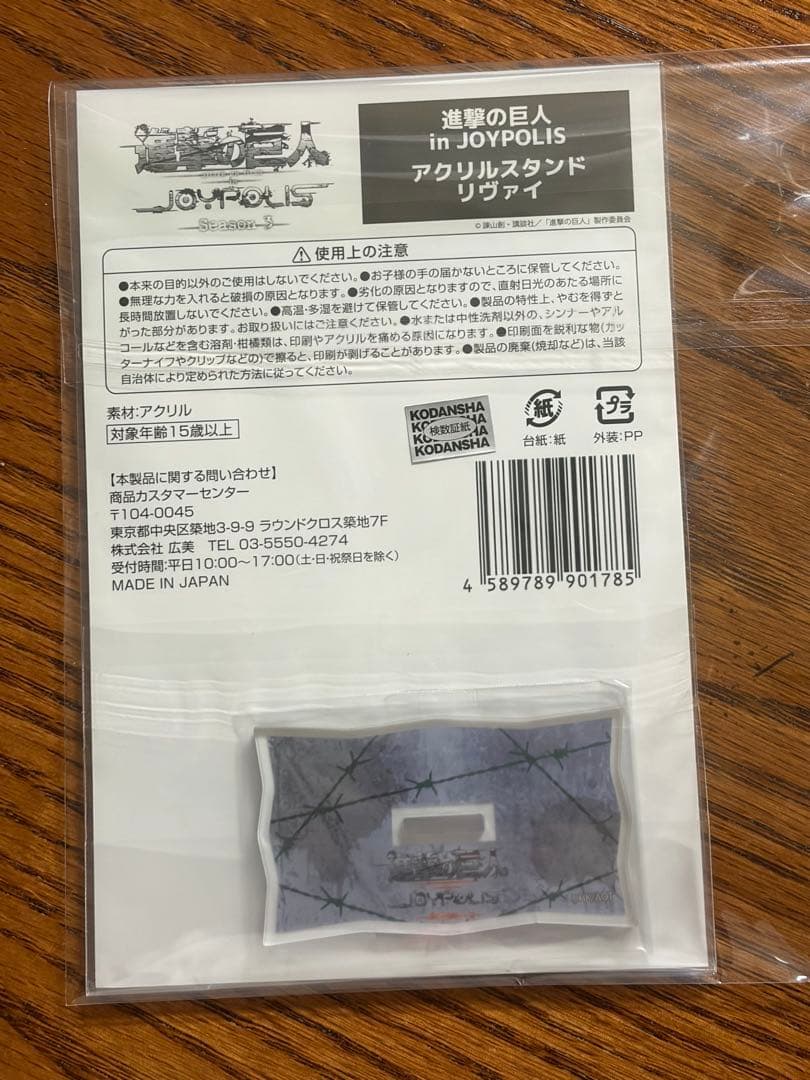 進撃の巨人
in
JOYPOLIS
Season 3
進撃の巨人
in JOYPOLIS
アクリルスタンド
リヴァイ
©諫山創・講談社／「進撃の巨人」製作委員会
⚠使用上の注意
●本来の目的以外のご使用はしないでください。●お子様の手の届かないところに保管してください。
●無理な力を入れると破損の原因となります。●劣化の原因となりますので、直射日光のあたる場所に
長時間放置しないでください。●高温・多湿を避けて保管してください。●製品の特性上、やむを得ずと
がった部分があります。お取り扱いにはご注意ください。●水または中性洗剤以外の、シンナーやアル
コールなどを含む溶剤・柑橘類は、印刷やアクリルを痛める原因になります。●印刷面を鋭利な物(カッ
ターナイフやクリップなどの)で擦ると、印刷が剥げることがあります。●製品の廃棄(焼却など)は、当該
自治体により定められた方法に従ってください。
素材：アクリル
対象年齢15歳以上
KODANSHA
KODANSHA
検数証紙
KODANSHA
KODANSHA
紙
台紙：紙
プラ
外装：PP
【本製品に関する問い合わせ】
商品カスタマーセンター
〒104-0045
東京都中央区築地3-9-9 ラウンドクロス築地7F
株式会社 広美 TEL 03-5550-4274
受付時間：平日10:00〜17:00(土・日・祝祭日を除く)
MADE IN JAPAN
4 589789 901785
進撃の巨人
JOYPOLIS
Season 3